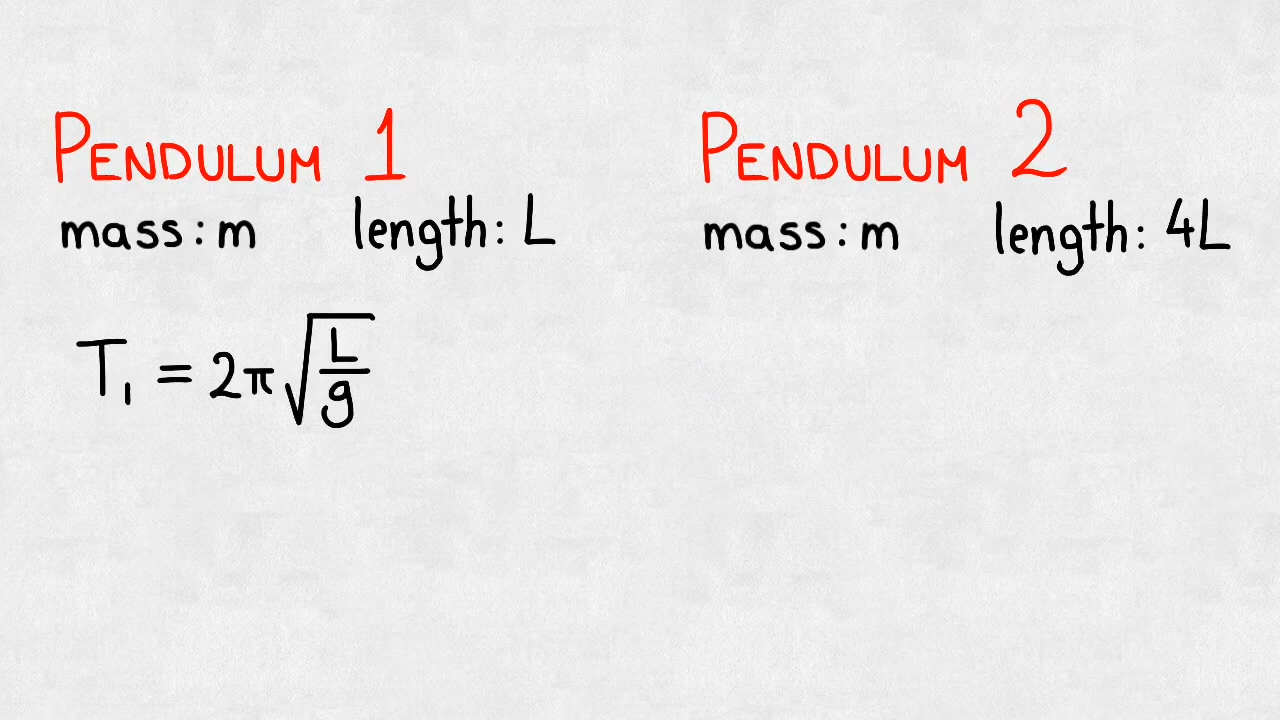 PENDULUM 1
mass: m length: L
T₁ = 2π√(L/g)
PENDULUM 2
mass: m length: 4L